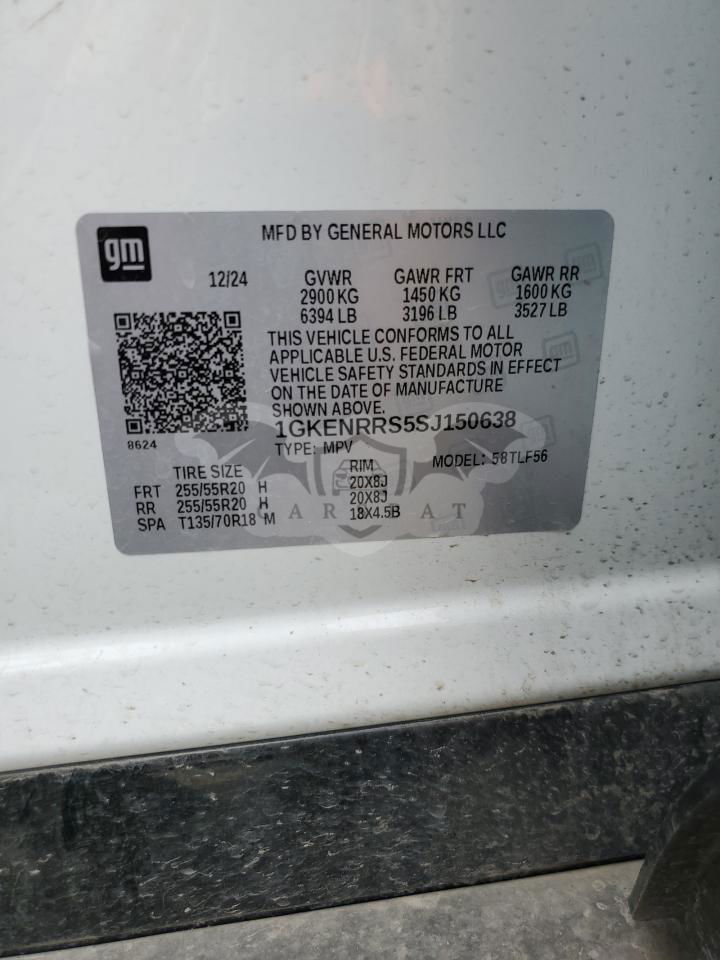 gm
MFD BY GENERAL MOTORS LLC
12/24 GVWR GAWR FRT GAWR RR
2900 KG 1450 KG 1600 KG
6394 LB 3196 LB 3527 LB
THIS VEHICLE CONFORMS TO ALL
APPLICABLE U.S. FEDERAL MOTOR
VEHICLE SAFETY STANDARDS IN EFFECT
ON THE DATE OF MANUFACTURE
SHOWN ABOVE.
1GKENRRS5SJ150638
8624
TYPE: MPV MODEL: 58TLF56
TIRE SIZE RIM
FRT 255/55R20 H 20X8J
RR 255/55R20 H 20X8J
SPA T135/70R18 M 18X4.5B